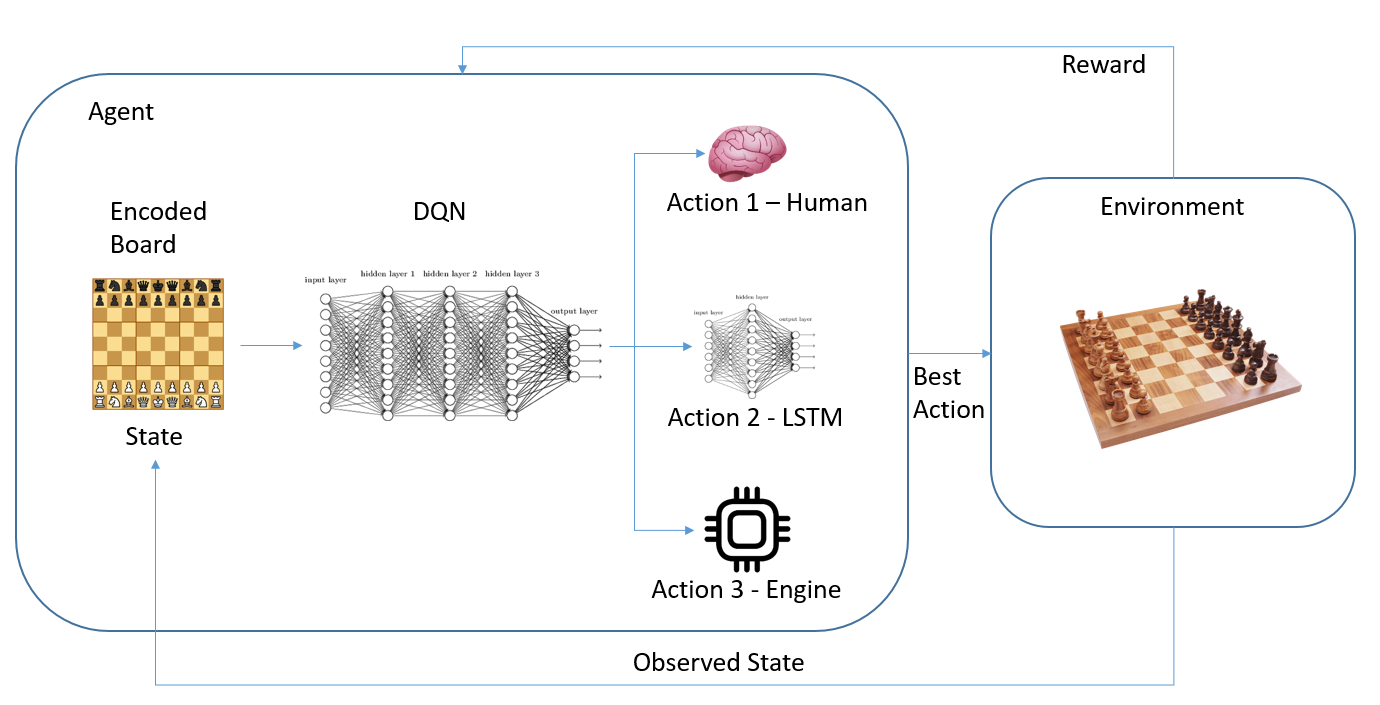 Reward
Agent
Environment
Encoded
Board
DQN
Action 1 – Human
input layer
hidden layer 1
hidden layer 2
hidden layer 3
output layer
input layer
hidden layer
output layer
State
Action 2 - LSTM
Best
Action
Action 3 - Engine
Observed State